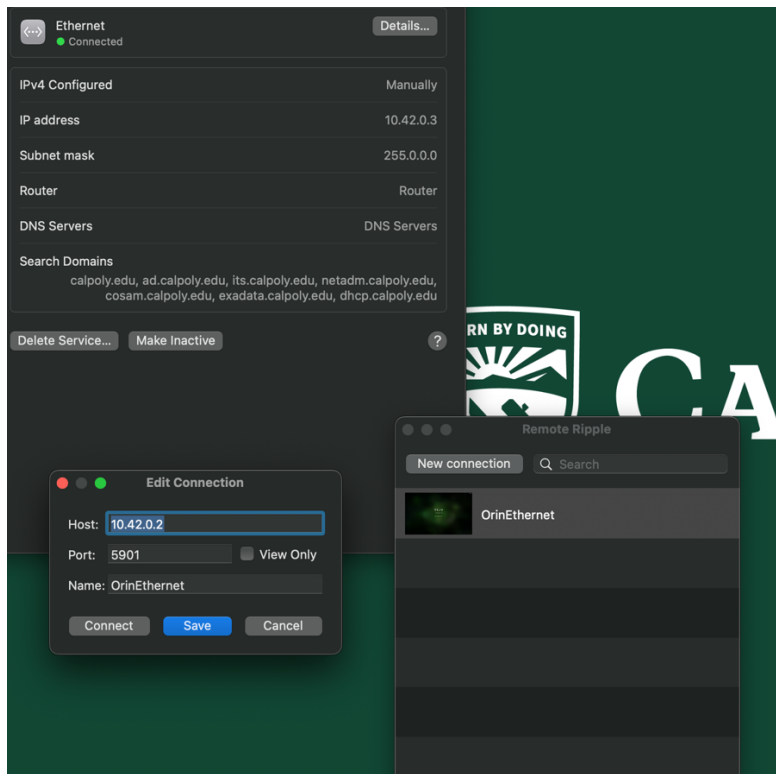 Ethernet
Details...
Connected
IPv4 Configured Manually
IP address 10.42.0.3
Subnet mask 255.0.0.0
Router Router
DNS Servers DNS Servers
Search Domains
calpoly.edu, ad.calpoly.edu, its.calpoly.edu, netadm.calpoly.edu,
cosam.calpoly.edu, exadata.calpoly.edu, dhcp.calpoly.edu
Delete Service... Make Inactive ?
RN BY DOING
CA
Remote Ripple
New connection Search
OrinEthernet
Edit Connection
Host: 10.42.0.2
Port: 5901 View Only
Name: OrinEthernet
Connect Save Cancel